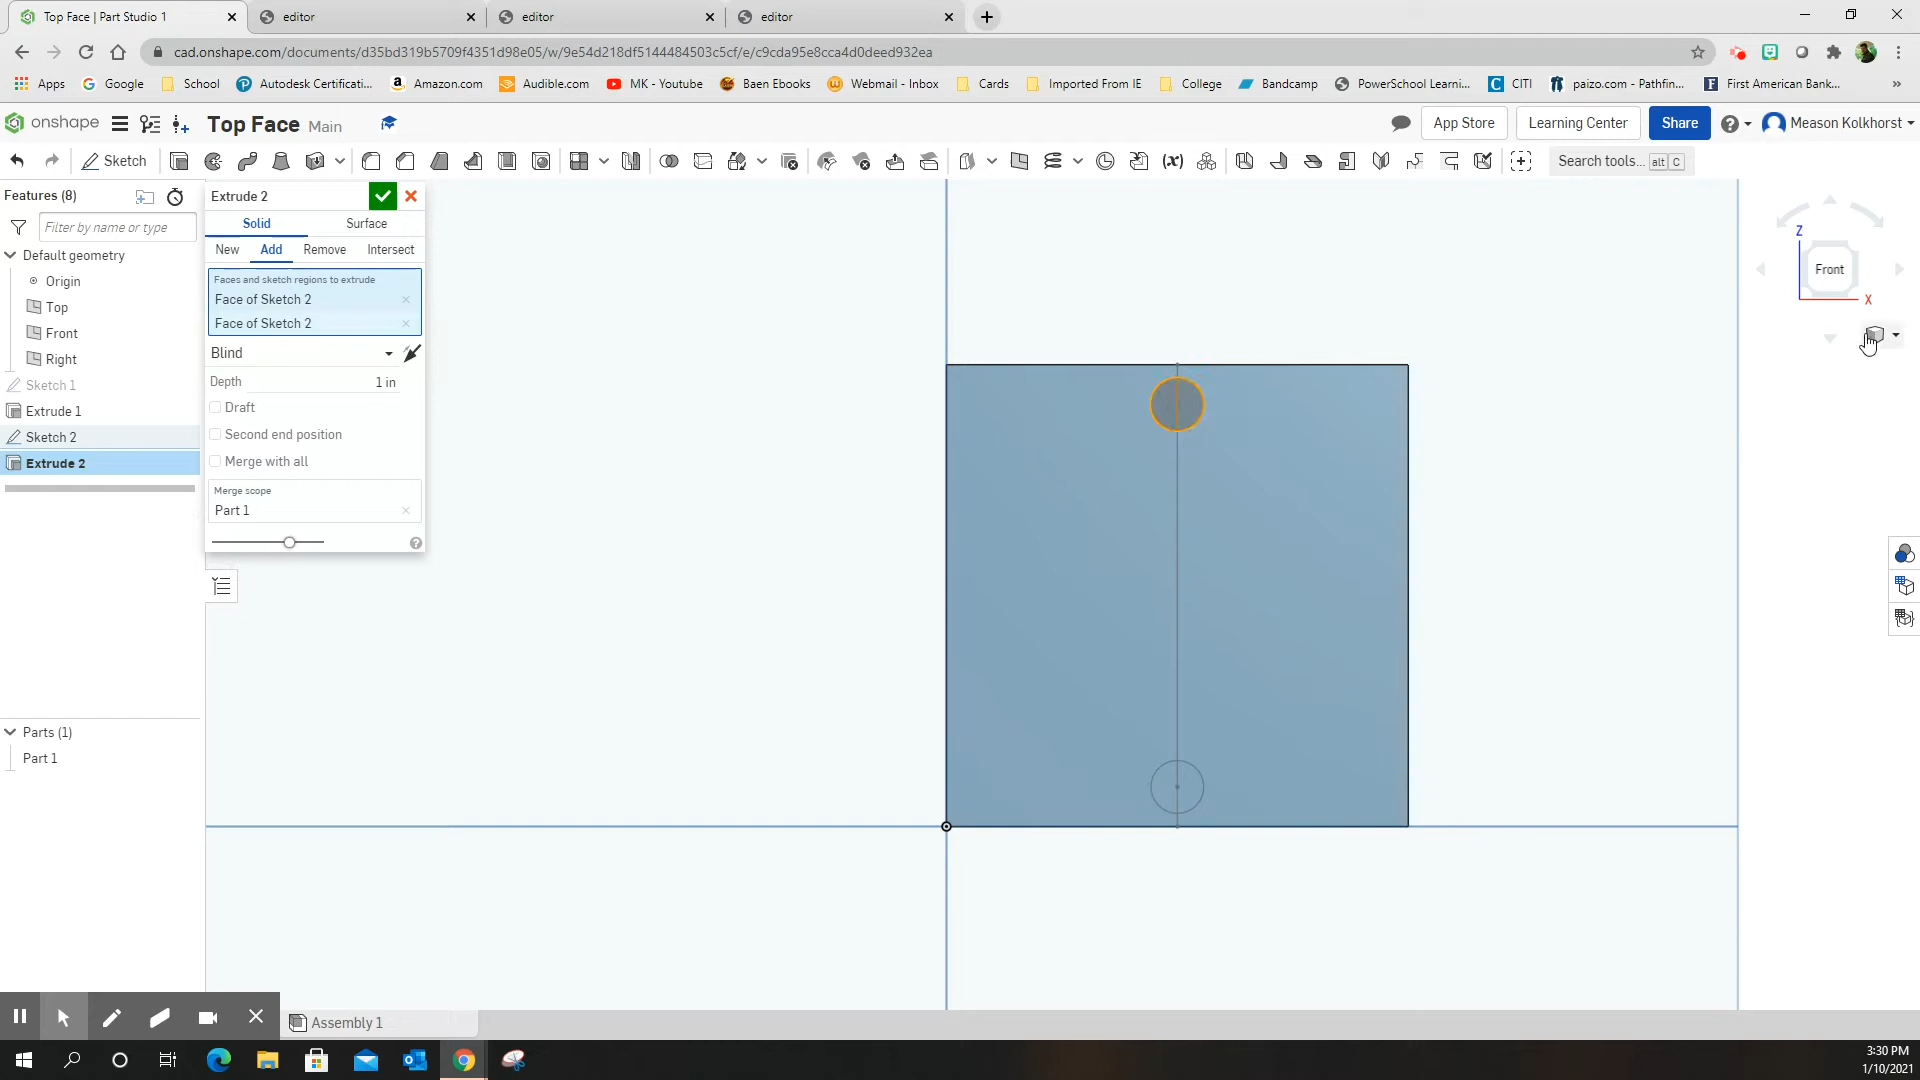 Top Face | Part Studio 1
editor
editor
editor
cad.onshape.com/documents/d35bd319b5709f4351d98e05/w/9e54d218df5144484503c5cf/e/c9cda95e8cca4d0deed932ea
Apps
Google
School
Autodesk Certificati...
Amazon.com
Audible.com
MK - Youtube
Baen Ebooks
Webmail - Inbox
Cards
Imported From IE
College
Bandcamp
PowerSchool Learni...
CITI
paizo.com - Pathfin...
First American Bank...
»
onshape
Top Face Main
App Store
Learning Center
Share
Meason Kolkhorst
Sketch
Search tools... alt C
Features (8)
Filter by name or type
Default geometry
Origin
Top
Front
Right
Sketch 1
Extrude 1
Sketch 2
Extrude 2
Extrude 2
Solid
Surface
New
Add
Remove
Intersect
Faces and sketch regions to extrude
Face of Sketch 2
Face of Sketch 2
Blind
Depth 1 in
Draft
Second end position
Merge with all
Merge scope
Part 1
Z
Front
X
Parts (1)
Part 1
Assembly 1
3:30 PM
1/10/2021